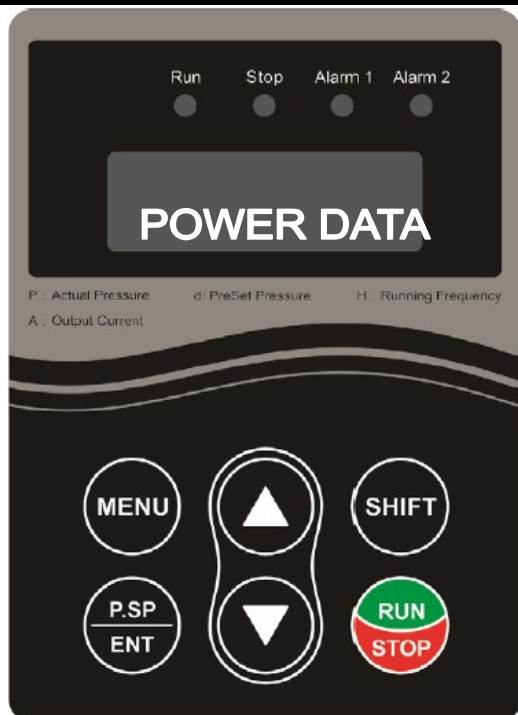 Run Stop Alarm 1 Alarm 2
POWER DATA
P : Actual Pressure d: PreSet Pressure H : Running Frequency
A : Output Current
MENU SHIFT
P.SP RUN
ENT STOP